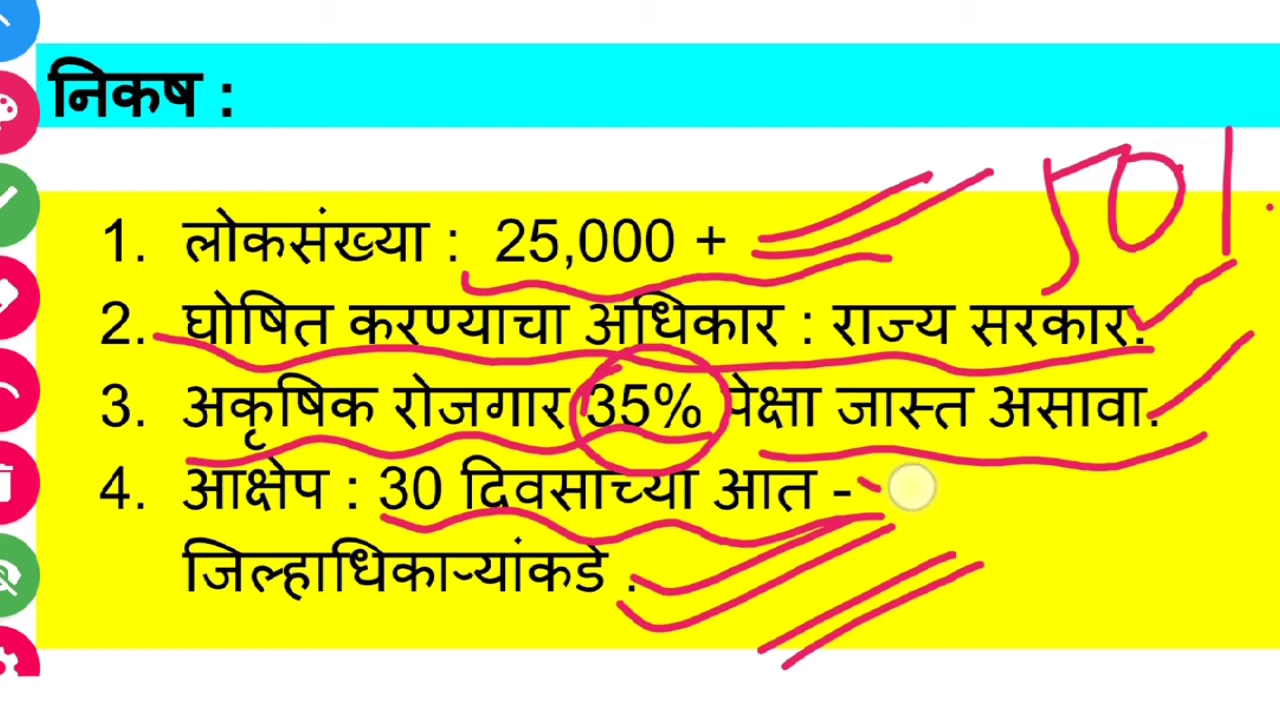 निकष :
501.
1. लोकसंख्या : 25,000 +
2. घोषित करण्याचा अधिकार : राज्य सरकार.
3. अकृषिक रोजगार 35% पेक्षा जास्त असावा.
4. आक्षेप : 30 दिवसाच्या आत -
जिल्हाधिकाऱ्यांकडे .